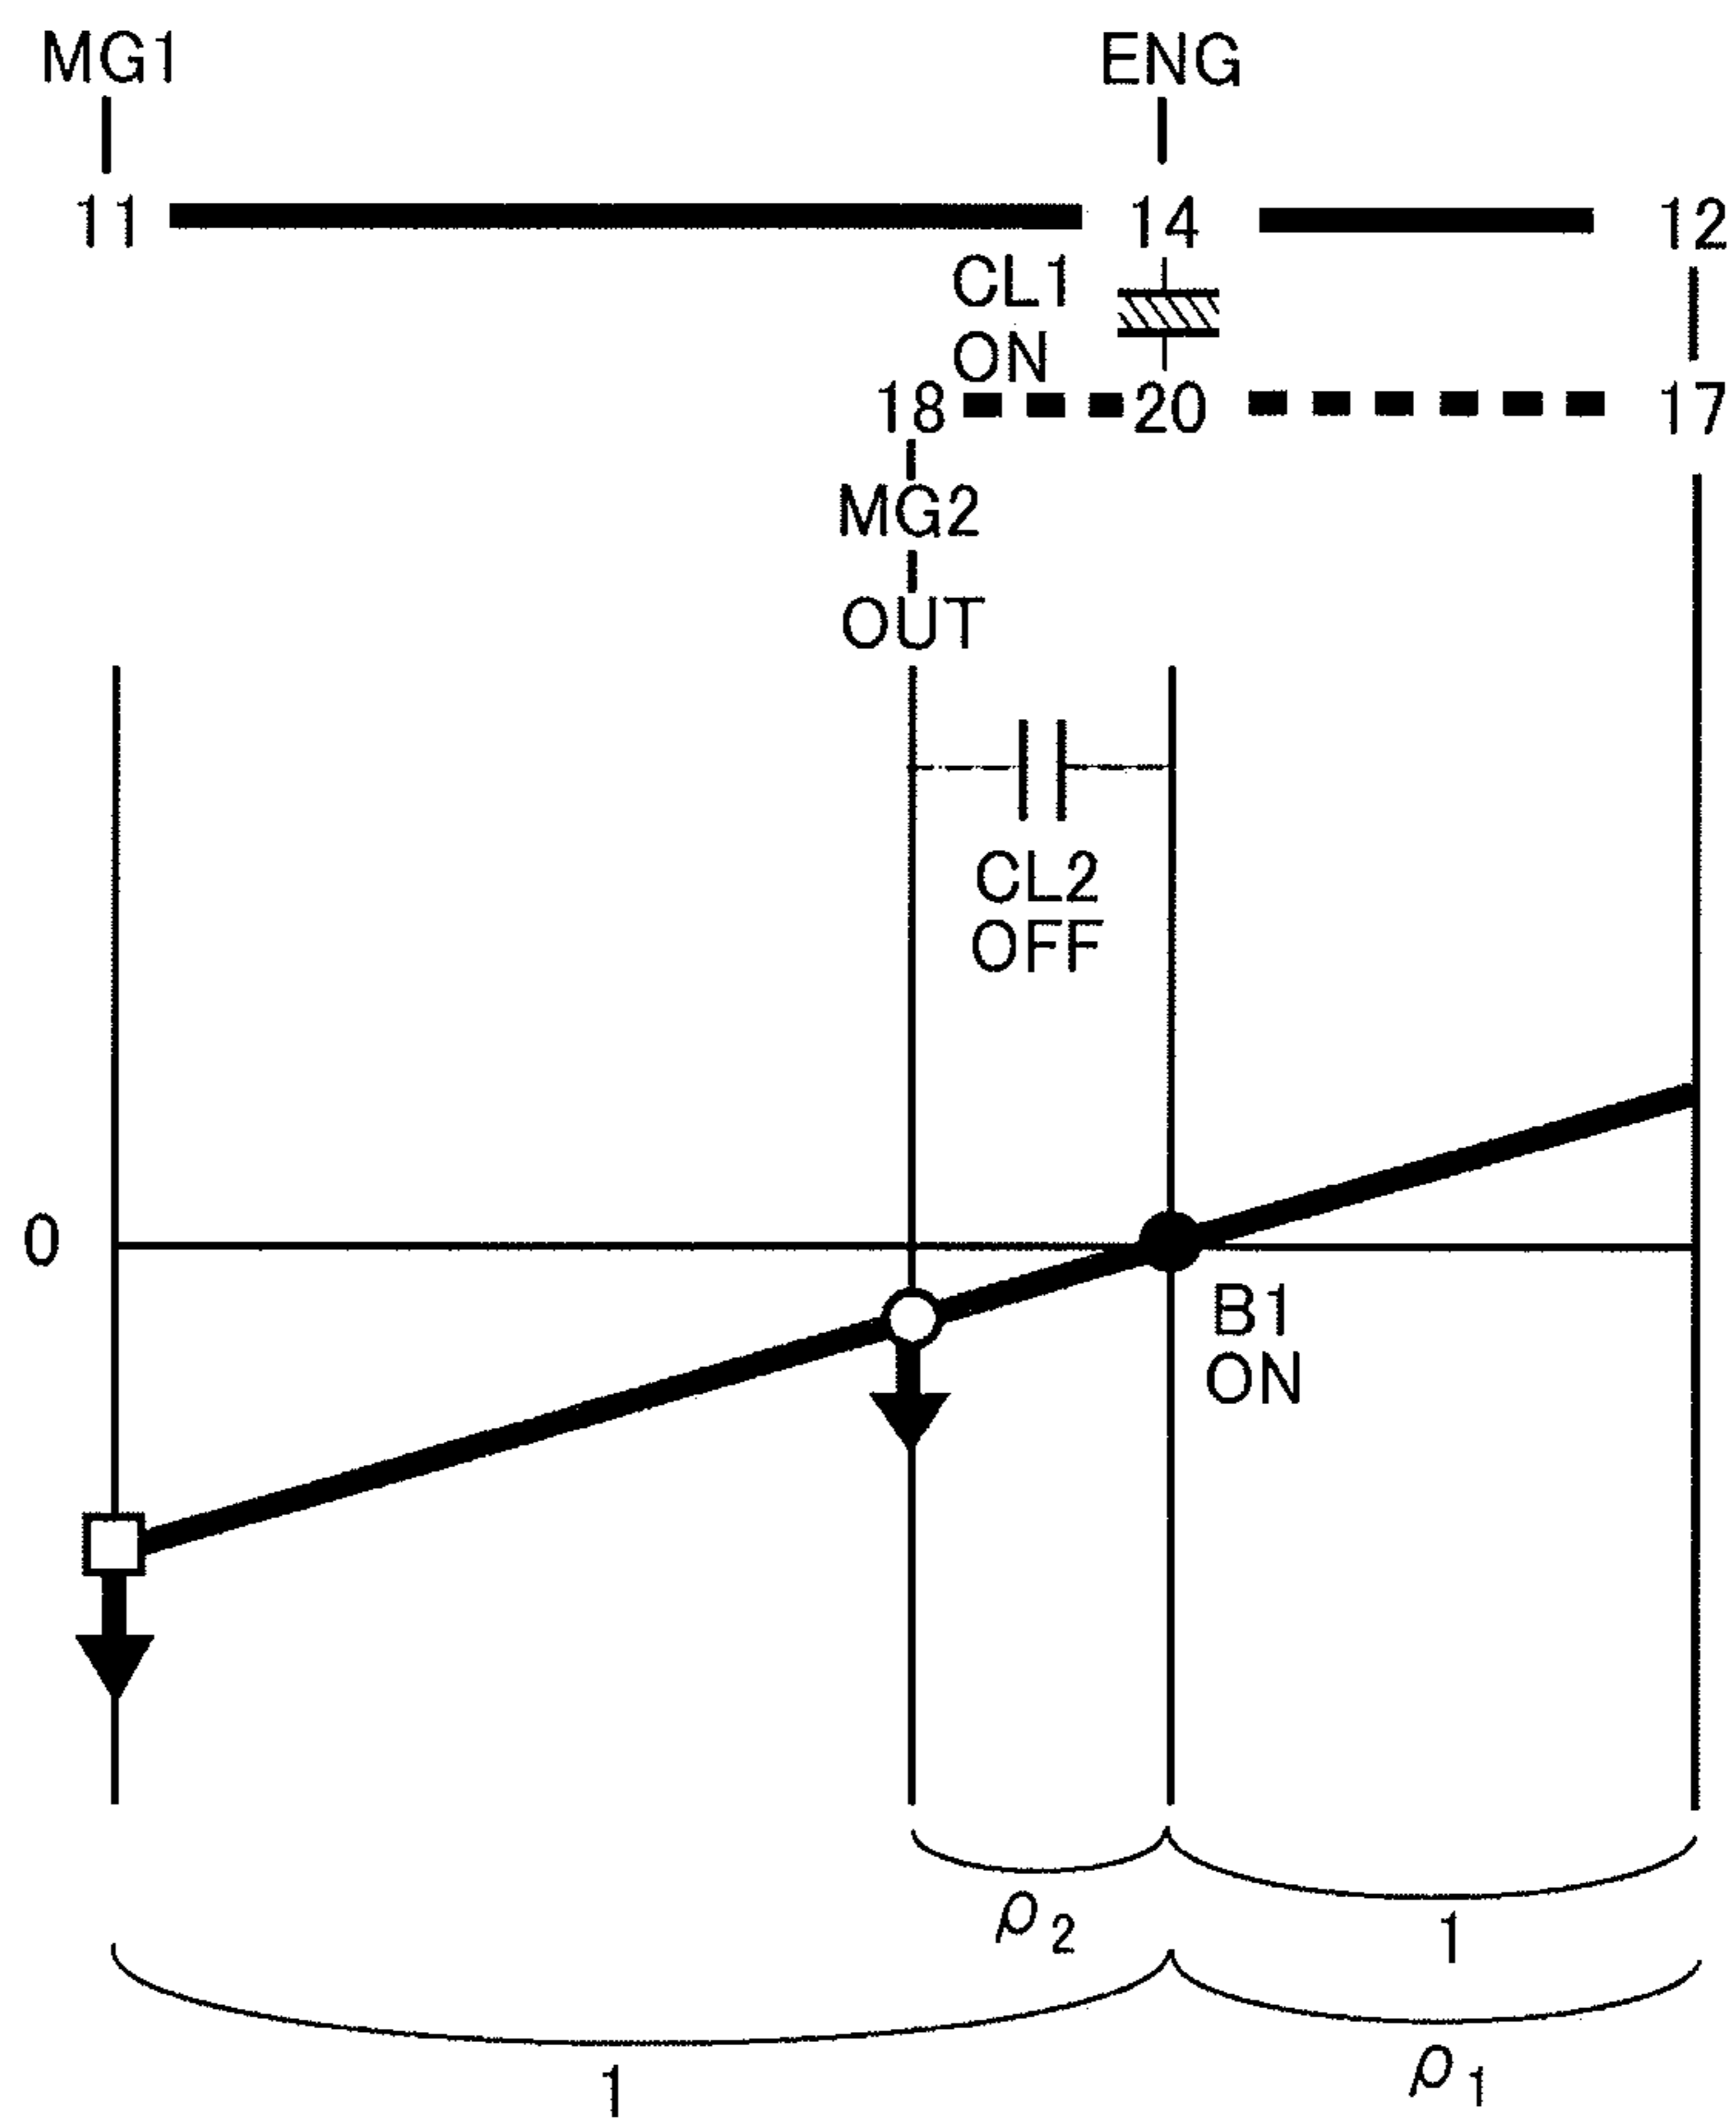 MG1 ENG
11 14 12
CL1
ON
18 20 17
MG2
OUT
CL2
OFF
0
B1
ON
ρ2 1
1 ρ1